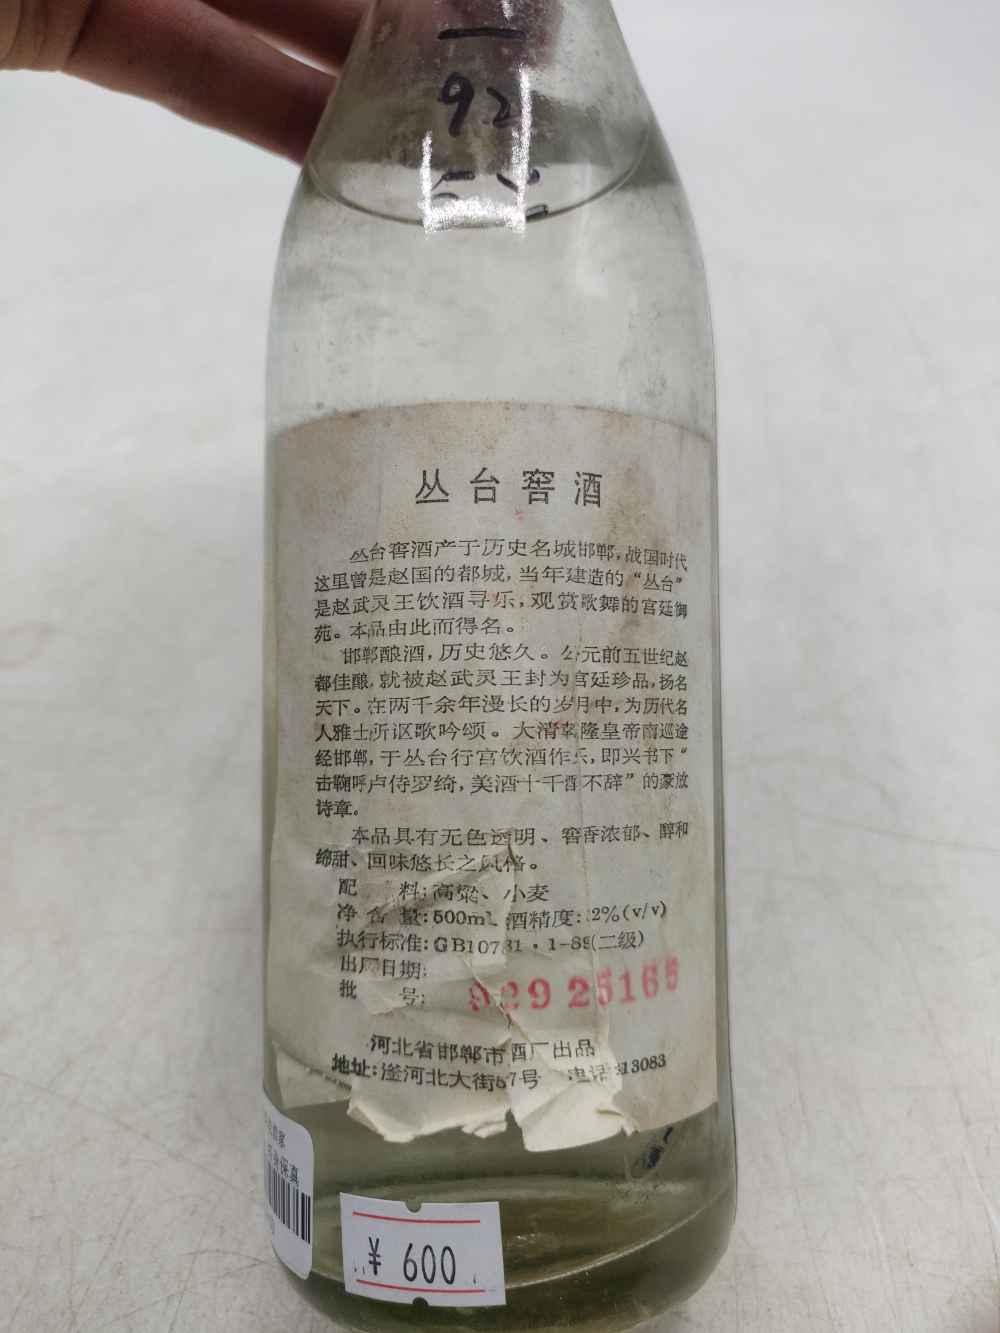 一
92
丛台窖酒
丛台窖酒产于历史名城邯郸,战国时代
这里曾是赵国的都城,当年建造的“丛台”
是赵武灵王饮酒寻乐,观赏歌舞的宫廷御
苑。本品由此而得名。
邯郸酿酒,历史悠久。公元前五世纪赵
都佳酿,就被赵武灵王封为宫廷珍品,扬名
天下。在两千余年漫长的岁月中,为历代名
人雅士所讴歌吟颂。大清乾隆皇帝南巡途
经邯郸,于丛台行宫饮酒作乐,即兴书下“
击鞠呼卢侍罗绮,美酒十千酉不辞”的豪放
诗章。
本品具有无色透明、窖香浓郁、醇和
绵甜、回味悠长之风格。
配料:高粱、小麦
净含量:500mL 酒精度: 2%(v/v)
执行标准:GB10781·1-89(二级)
出厂日期:
批号: 929 25165
河北省邯郸市酒厂出品
地址:滏河北大街67号 电话:313083
保真
¥ 600